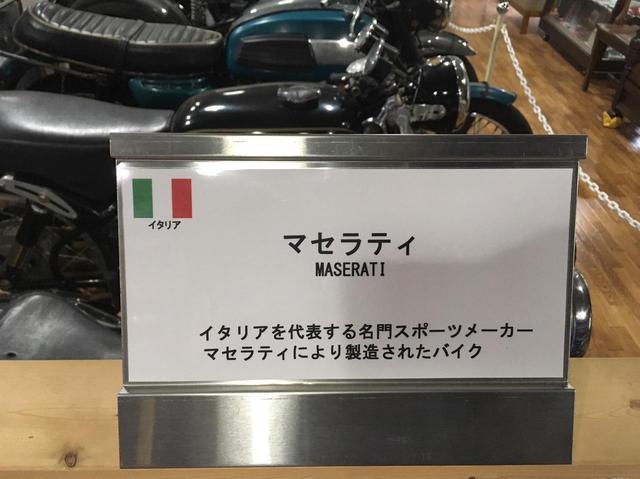 イタリア
マセラティ
MASERATI
イタリアを代表する名門スポーツメーカー
マセラティにより製造されたバイク